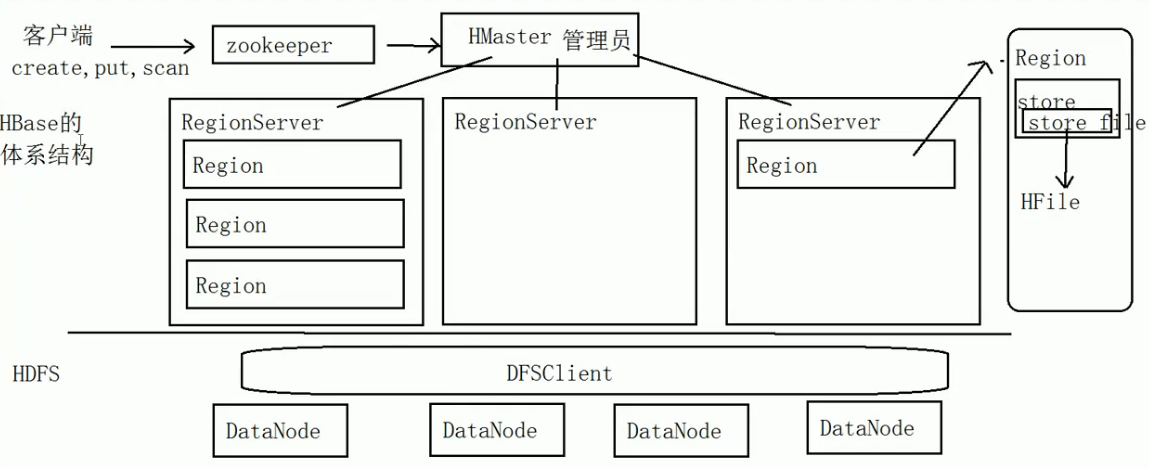 客户端
create,put,scan
zookeeper
HMaster 管理员
HBase的
体系结构
RegionServer
Region
Region
Region
RegionServer
RegionServer
Region
Region
store
store file
HFile
HDFS
DFSClient
DataNode
DataNode
DataNode
DataNode